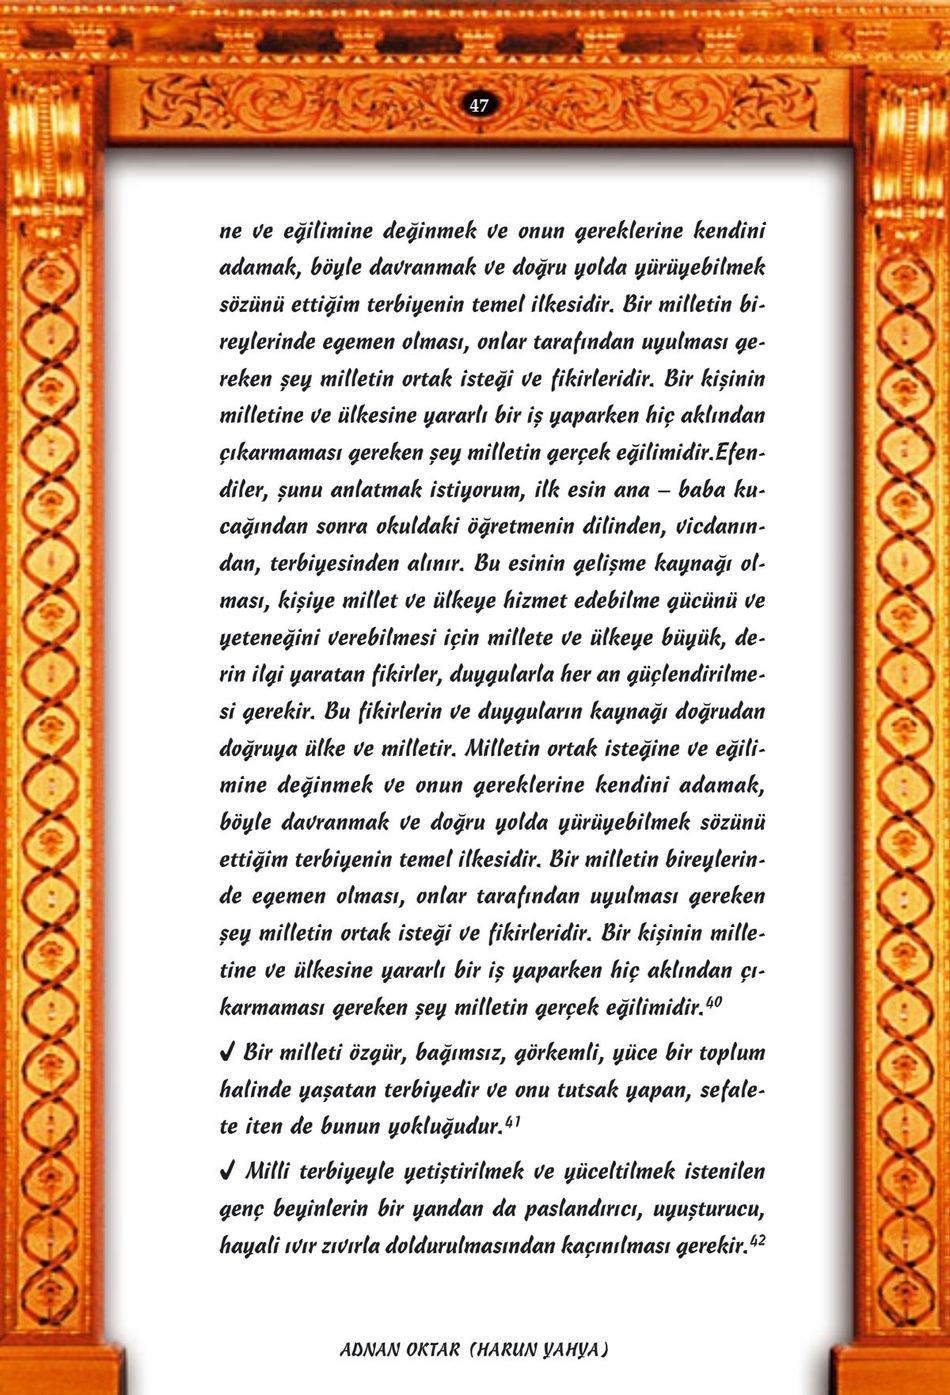 47
ne ve eğilimine değinmek ve onun gereklerine kendini
adamak, böyle davranmak ve doğru yolda yürüyebilmek
sözünü ettiğim terbiyenin temel ilkesidir. Bir milletin bi-
reylerinde egemen olması, onlar tarafından uyulması ge-
reken şey milletin ortak isteği ve fikirleridir. Bir kişinin
milletine ve ülkesine yararlı bir iş yaparken hiç aklından
çıkarmaması gereken şey milletin gerçek eğilimidir.Efen-
diler, şunu anlatmak istiyorum, ilk esin ana – baba ku-
cağından sonra okuldaki öğretmenin dilinden, vicdanın-
dan, terbiyesinden alınır. Bu esinin gelişme kaynağı ol-
ması, kişiye millet ve ülkeye hizmet edebilme gücünü ve
yeteneğini verebilmesi için millete ve ülkeye büyük, de-
rin ilgi yaratan fikirler, duygularla her an güçlendirilme-
si gerekir. Bu fikirlerin ve duyguların kaynağı doğrudan
doğruya ülke ve milletir. Milletin ortak isteğine ve eğili-
mine değinmek ve onun gereklerine kendini adamak,
böyle davranmak ve doğru yolda yürüyebilmek sözünü
ettiğim terbiyenin temel ilkesidir. Bir milletin bireylerin-
de egemen olması, onlar tarafından uyulması gereken
şey milletin ortak isteği ve fikirleridir. Bir kişinin mille-
tine ve ülkesine yararlı bir iş yaparken hiç aklından çı-
karmaması gereken şey milletin gerçek eğilimidir.40
✓ Bir milleti özgür, bağımsız, görkemli, yüce bir toplum
halinde yaşatan terbiyedir ve onu tutsak yapan, sefale-
te iten de bunun yokluğudur.41
✓ Milli terbiyeyle yetiştirilmek ve yüceltilmek istenilen
genç beyinlerin bir yandan da paslandırıcı, uyuşturucu,
hayali ıvır zıvırla doldurulmasından kaçınılması gerekir.42
ADNAN OKTAR (HARUN YAHYA)